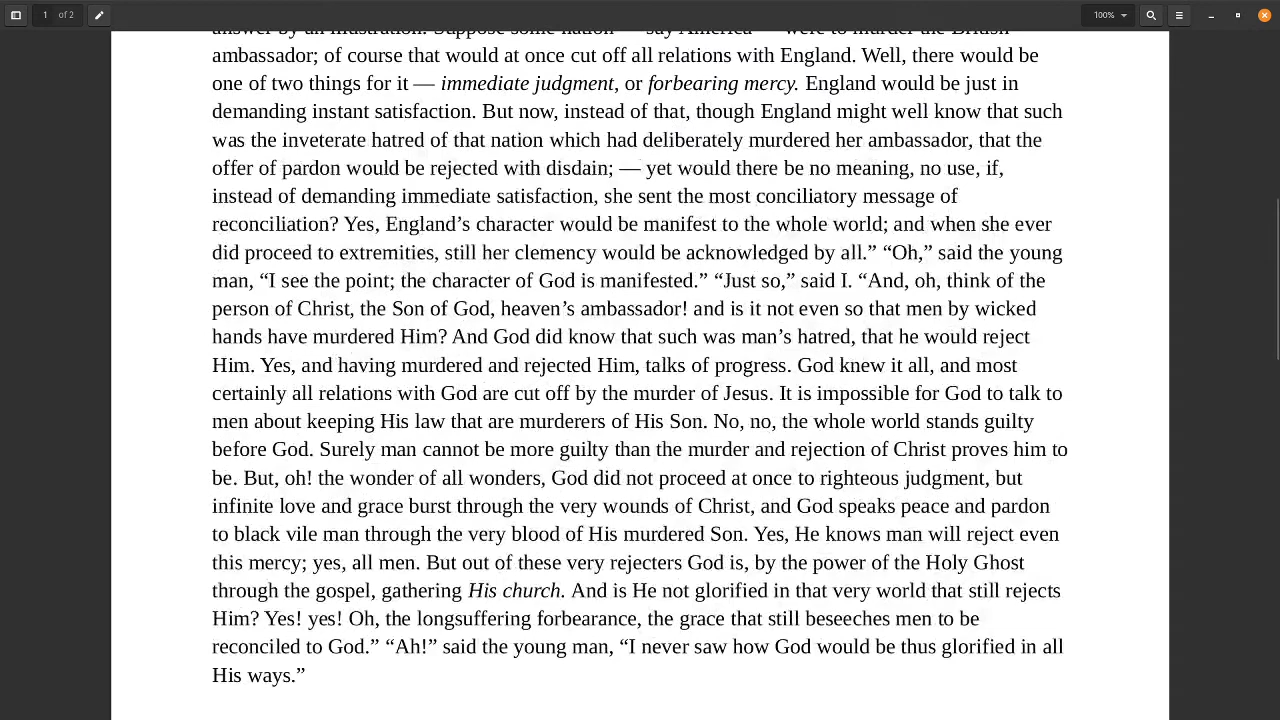 1 of 2
100%
answer by an illustration. Suppose some nation — say America — were to murder the British
ambassador; of course that would at once cut off all relations with England. Well, there would be
one of two things for it — immediate judgment, or forbearing mercy. England would be just in
demanding instant satisfaction. But now, instead of that, though England might well know that such
was the inveterate hatred of that nation which had deliberately murdered her ambassador, that the
offer of pardon would be rejected with disdain; — yet would there be no meaning, no use, if,
instead of demanding immediate satisfaction, she sent the most conciliatory message of
reconciliation? Yes, England’s character would be manifest to the whole world; and when she ever
did proceed to extremities, still her clemency would be acknowledged by all.” “Oh,” said the young
man, “I see the point; the character of God is manifested.” “Just so,” said I. “And, oh, think of the
person of Christ, the Son of God, heaven’s ambassador! and is it not even so that men by wicked
hands have murdered Him? And God did know that such was man’s hatred, that he would reject
Him. Yes, and having murdered and rejected Him, talks of progress. God knew it all, and most
certainly all relations with God are cut off by the murder of Jesus. It is impossible for God to talk to
men about keeping His law that are murderers of His Son. No, no, the whole world stands guilty
before God. Surely man cannot be more guilty than the murder and rejection of Christ proves him to
be. But, oh! the wonder of all wonders, God did not proceed at once to righteous judgment, but
infinite love and grace burst through the very wounds of Christ, and God speaks peace and pardon
to black vile man through the very blood of His murdered Son. Yes, He knows man will reject even
this mercy; yes, all men. But out of these very rejecters God is, by the power of the Holy Ghost
through the gospel, gathering His church. And is He not glorified in that very world that still rejects
Him? Yes! yes! Oh, the longsuffering forbearance, the grace that still beseeches men to be
reconciled to God.” “Ah!” said the young man, “I never saw how God would be thus glorified in all
His ways.”